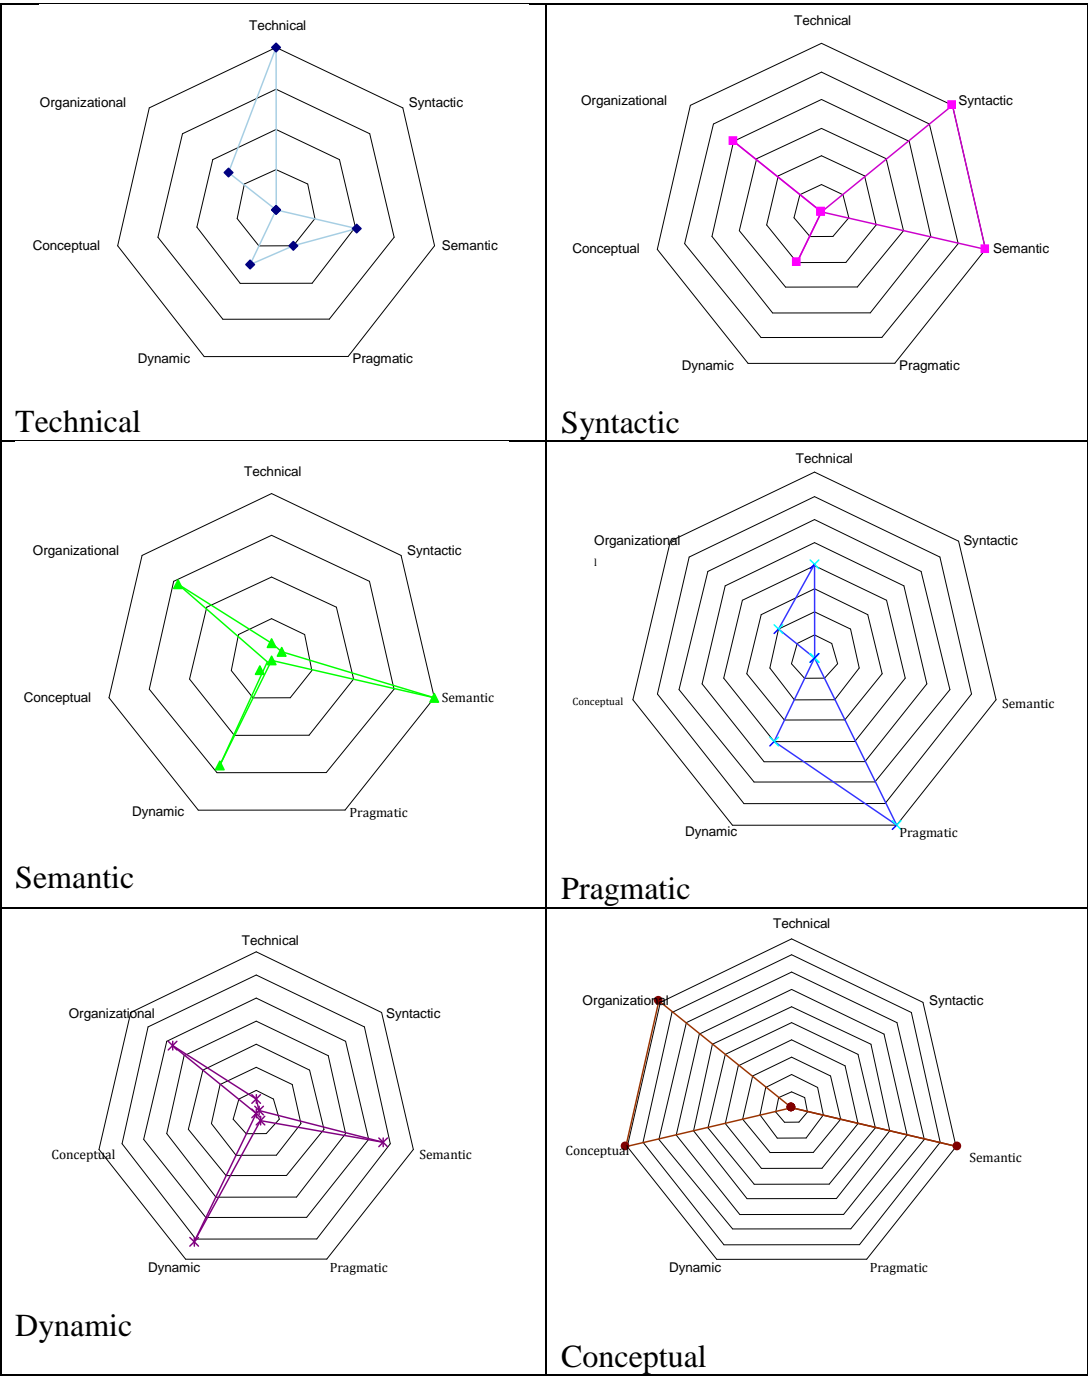 Technical
Organizational
Syntactic
Conceptual
Semantic
Dynamic
Pragmatic
Technical
Technical
Organizational
Syntactic
Conceptual
Semantic
Dynamic
Pragmatic
Syntactic
Technical
Organizational
Syntactic
Conceptual
Semantic
Dynamic
Pragmatic
Semantic
Technical
Organizational
l
Syntactic
Conceptual
Semantic
Dynamic
Pragmatic
Pragmatic
Technical
Organizational
Syntactic
Conceptual
Semantic
Dynamic
Pragmatic
Dynamic
Technical
Organizational
Syntactic
Conceptual
Semantic
Dynamic
Pragmatic
Conceptual